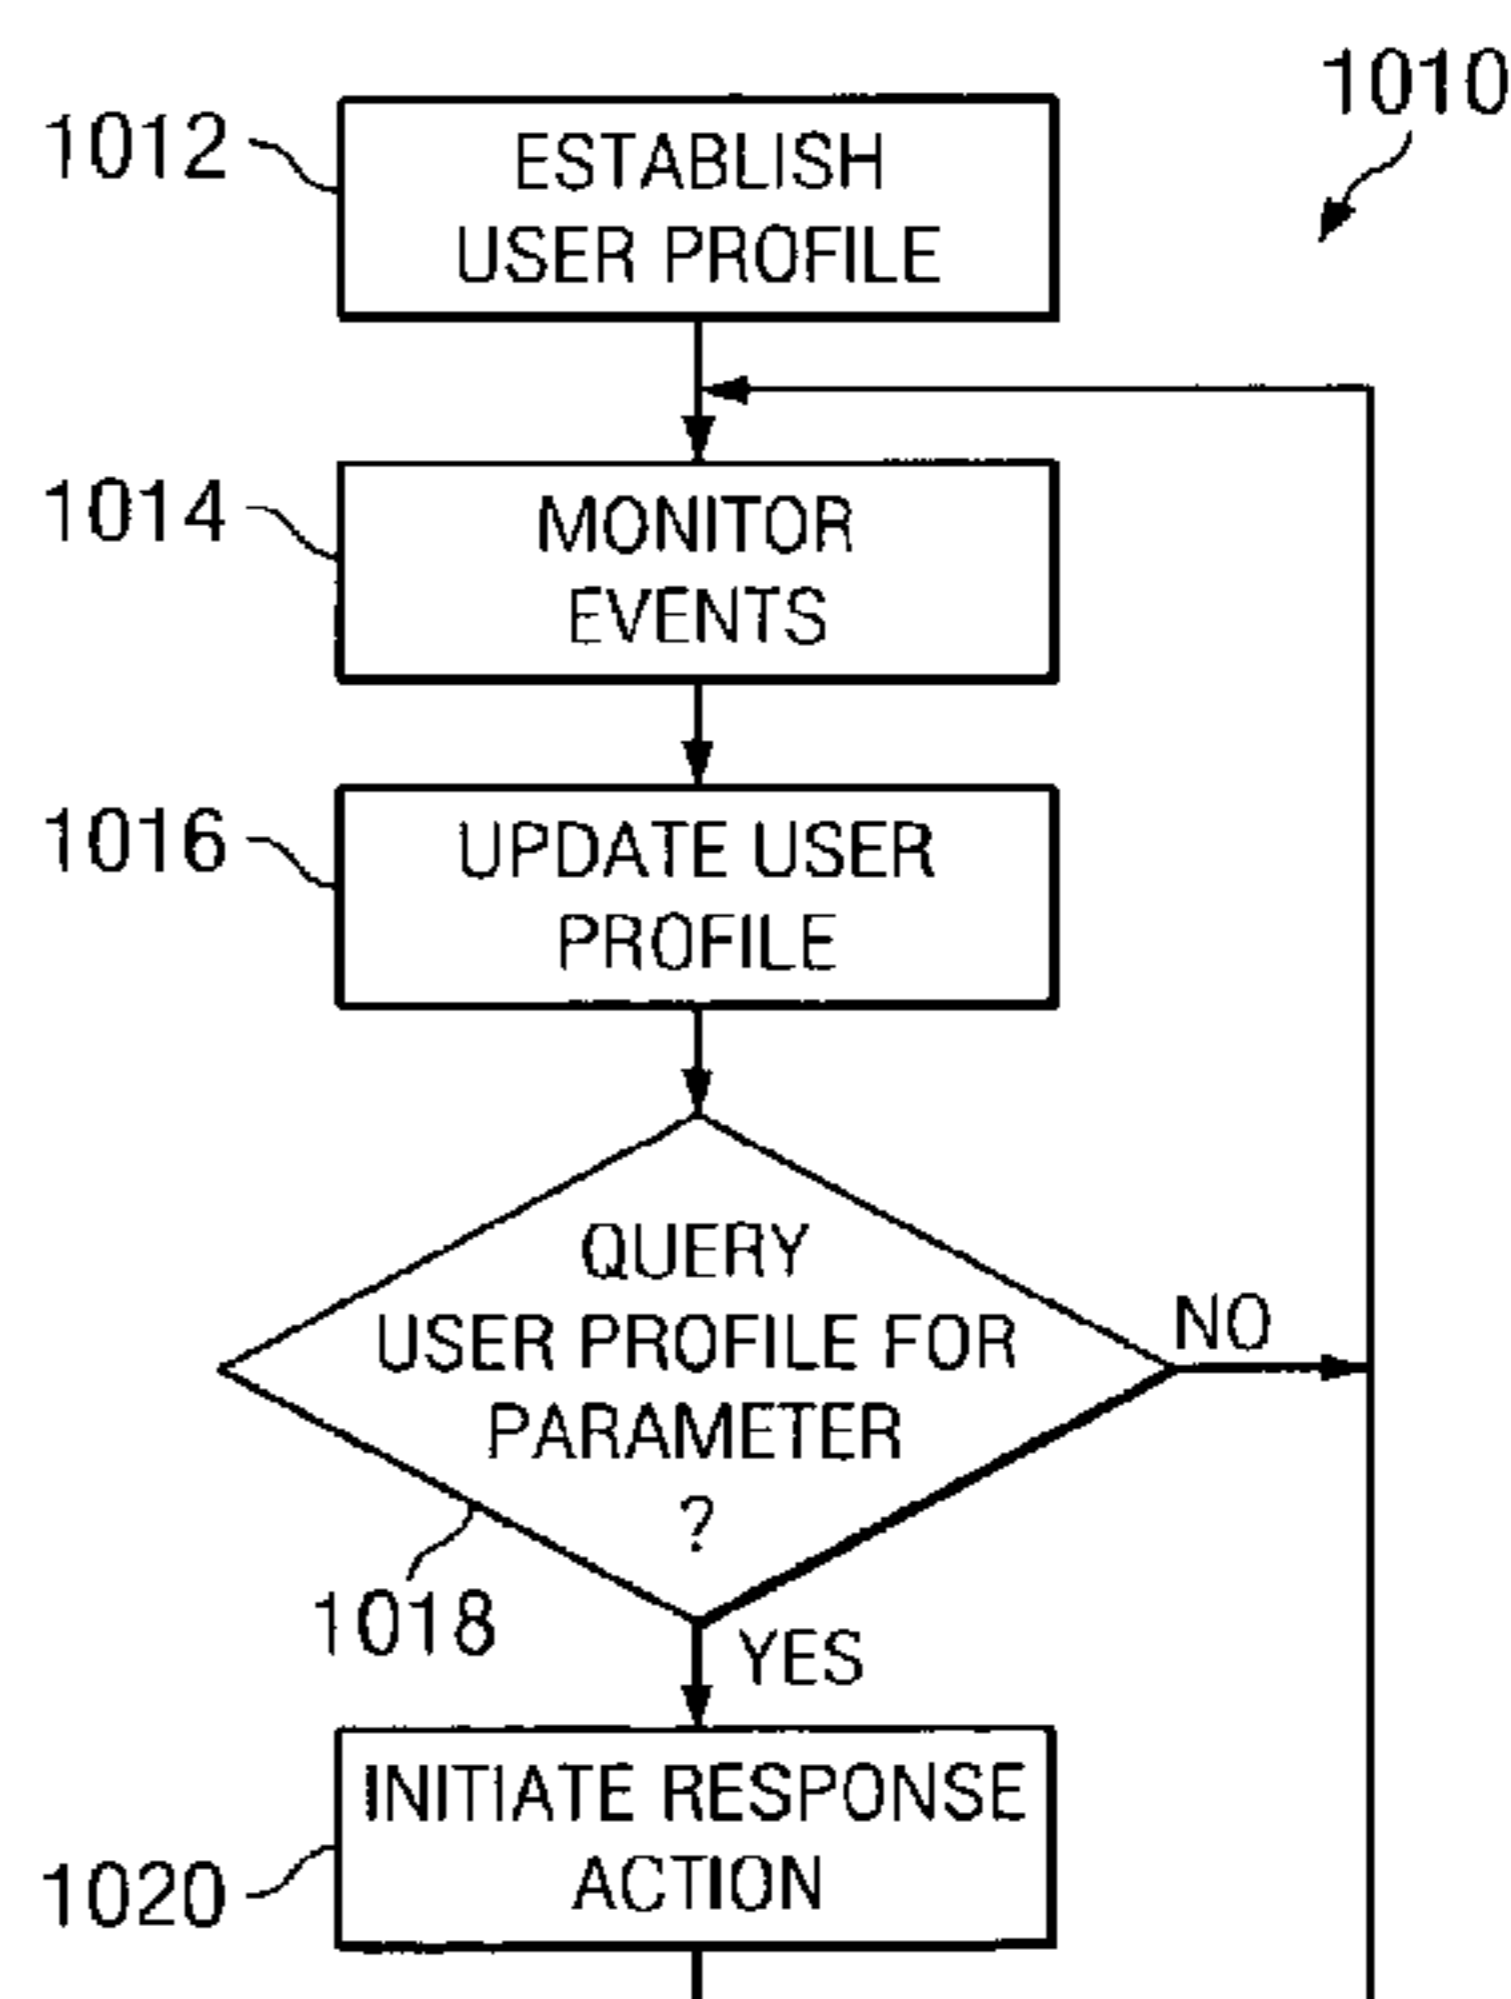 1010
1012
ESTABLISH
USER PROFILE
1014
MONITOR
EVENTS
1016
UPDATE USER
PROFILE
QUERY
USER PROFILE FOR
PARAMETER
?
NO
1018
YES
INITIATE RESPONSE
ACTION
1020